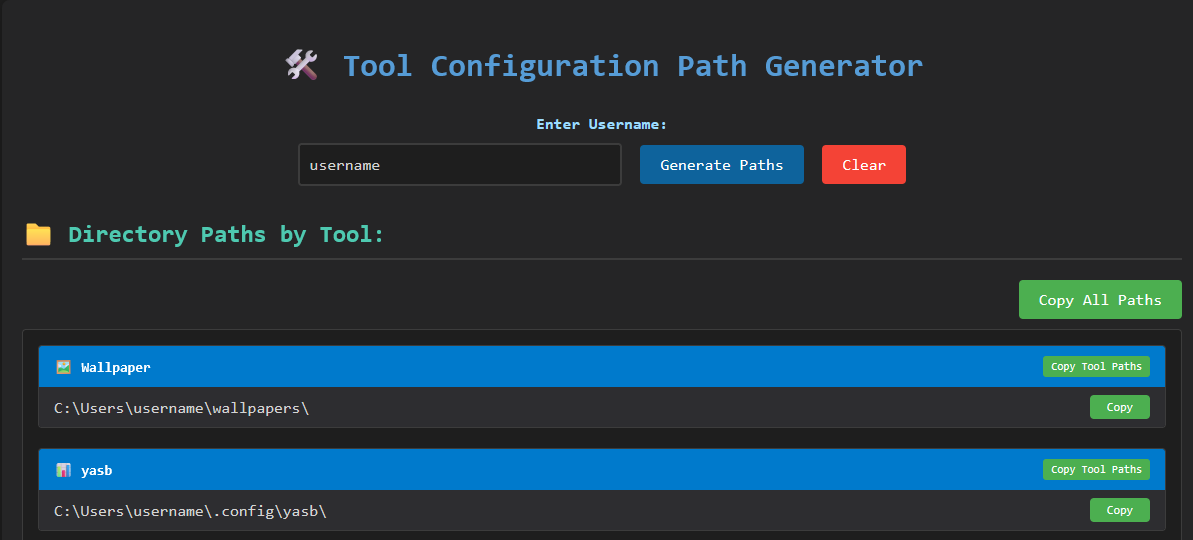 Tool Configuration Path Generator
Enter Username:
username
Generate Paths
Clear
Directory Paths by Tool:
Copy All Paths
Wallpaper
Copy Tool Paths
C:\Users\username\wallpapers\
Copy
yasb
Copy Tool Paths
C:\Users\username\.config\yasb\
Copy